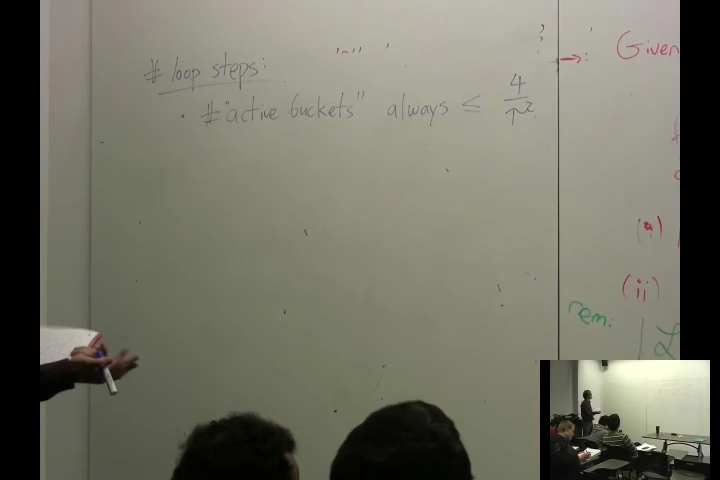 # loop steps:
• # "active buckets" always ≤ 4/τ²
→: Given
(i)
(ii)
rem:
| L